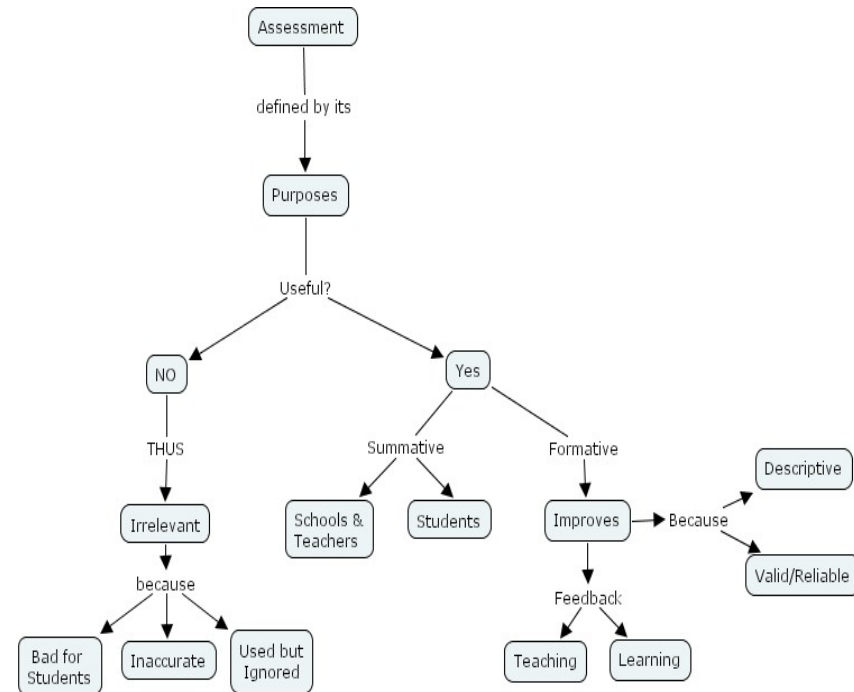 Assessment
defined by its
Purposes
Useful?
NO
Yes
THUS
Summative
Formative
Descriptive
Irrelevant
Schools &
Teachers
Students
Improves
Because
Valid/Reliable
because
Feedback
Bad for
Students
Inaccurate
Used but
Ignored
Teaching
Learning